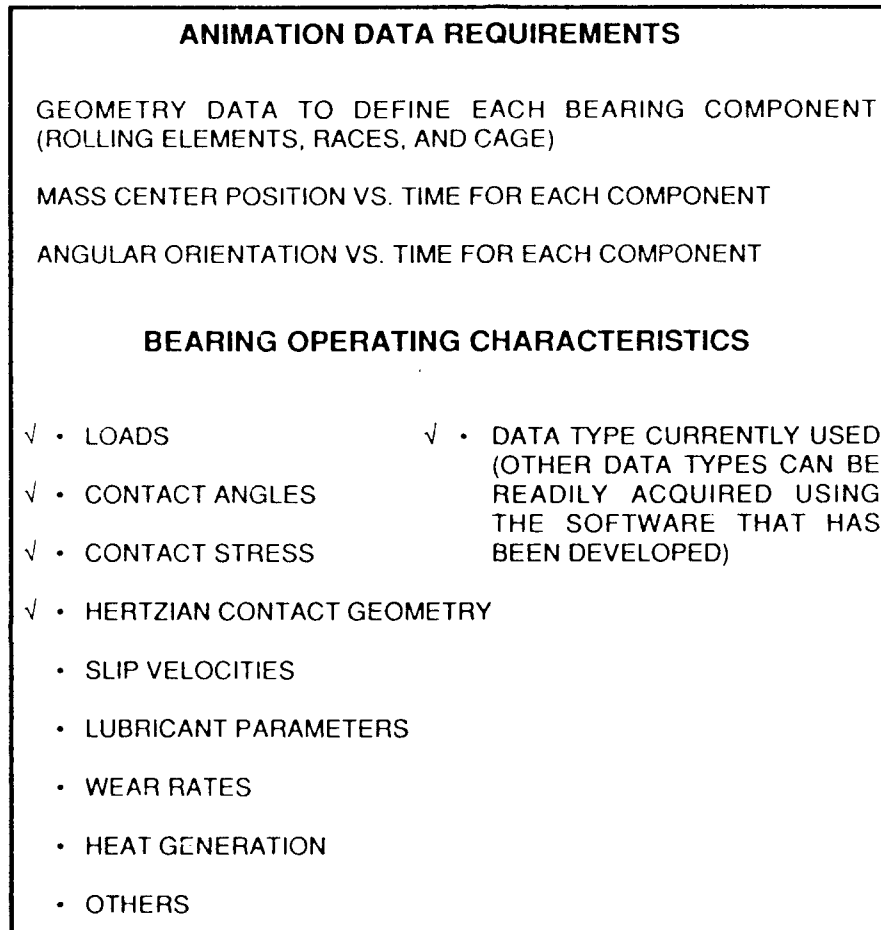 ANIMATION DATA REQUIREMENTS
GEOMETRY DATA TO DEFINE EACH BEARING COMPONENT
(ROLLING ELEMENTS, RACES, AND CAGE)
MASS CENTER POSITION VS. TIME FOR EACH COMPONENT
ANGULAR ORIENTATION VS. TIME FOR EACH COMPONENT
BEARING OPERATING CHARACTERISTICS
√ • LOADS
√ • CONTACT ANGLES
√ • CONTACT STRESS
√ • HERTZIAN CONTACT GEOMETRY
• SLIP VELOCITIES
• LUBRICANT PARAMETERS
• WEAR RATES
• HEAT GENERATION
• OTHERS
√ • DATA TYPE CURRENTLY USED
(OTHER DATA TYPES CAN BE
READILY ACQUIRED USING
THE SOFTWARE THAT HAS
BEEN DEVELOPED)